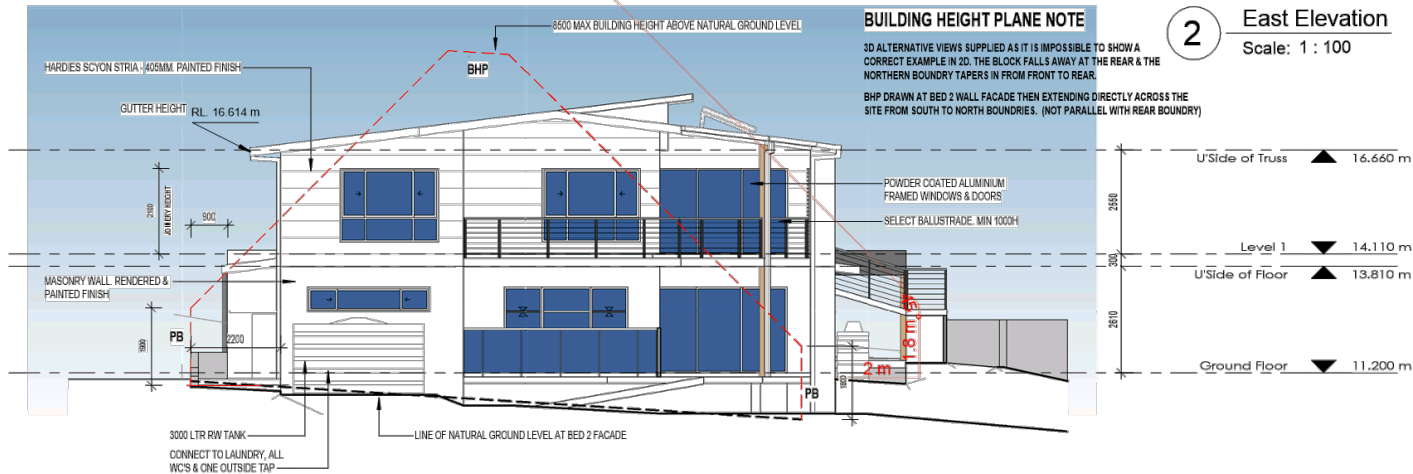 8500 MAX BUILDING HEIGHT ABOVE NATURAL GROUND LEVEL
BHP
BUILDING HEIGHT PLANE NOTE
3D ALTERNATIVE VIEWS SUPPLIED AS IT IS IMPOSSIBLE TO SHOW A
CORRECT EXAMPLE IN 2D. THE BLOCK FALLS AWAY AT THE REAR & THE
NORTHERN BOUNDRY TAPERS IN FROM FRONT TO REAR.
BHP DRAWN AT BED 2 WALL FACADE THEN EXTENDING DIRECTLY ACROSS THE
SITE FROM SOUTH TO NORTH BOUNDRIES. (NOT PARALLEL WITH REAR BOUNDRY)
2
East Elevation
Scale: 1 : 100
HARDIES SCYON STRIA - 405MM. PAINTED FINISH
GUTTER HEIGHT
RL. 16.614 m
2100
JOINERY HEIGHT
900
MASONRY WALL. RENDERED &
PAINTED FINISH
PB
1900
2200
POWDER COATED ALUMINIUM
FRAMED WINDOWS & DOORS
SELECT BALUSTRADE. MIN 1000H
U'Side of Truss
16.660 m
2550
Level 1
14.110 m
300
U'Side of Floor
13.810 m
2610
Ground Floor
11.200 m
45°
1.8 m
2 m
1800
PB
3000 LTR RW TANK
CONNECT TO LAUNDRY, ALL
WC'S & ONE OUTSIDE TAP
LINE OF NATURAL GROUND LEVEL AT BED 2 FACADE